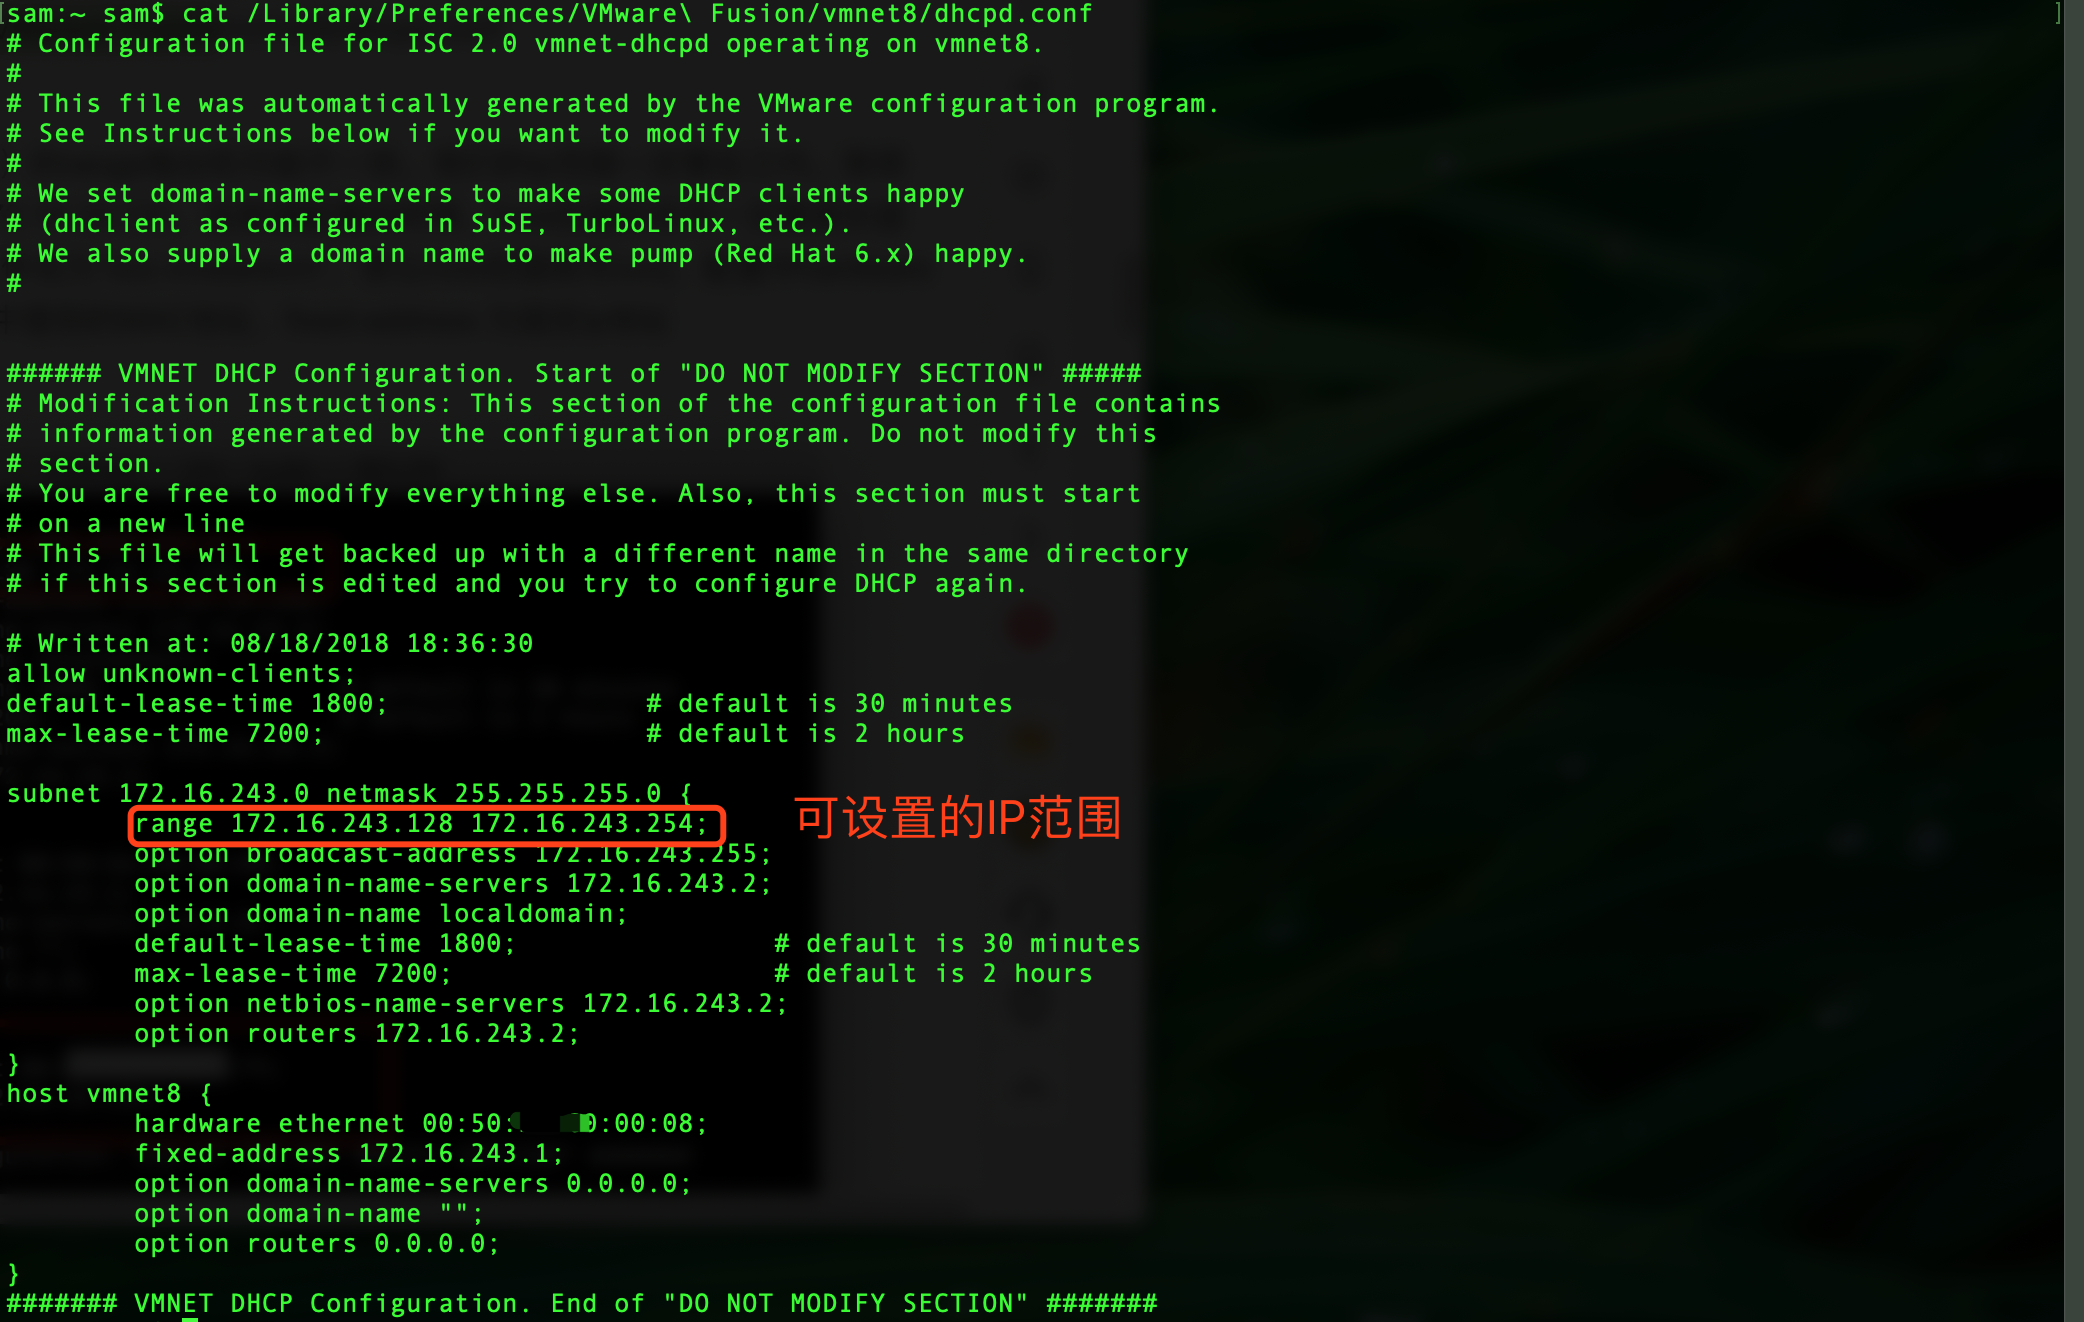 sam:~ sam$ cat /Library/Preferences/VMware\ Fusion/vmnet8/dhcpd.conf
# Configuration file for ISC 2.0 vmnet-dhcpd operating on vmnet8.
#
# This file was automatically generated by the VMware configuration program.
# See Instructions below if you want to modify it.
#
# We set domain-name-servers to make some DHCP clients happy
# (dhclient as configured in SuSE, TurboLinux, etc.).
# We also supply a domain name to make pump (Red Hat 6.x) happy.
#
###### VMNET DHCP Configuration. Start of "DO NOT MODIFY SECTION" #####
# Modification Instructions: This section of the configuration file contains
# information generated by the configuration program. Do not modify this
# section.
# You are free to modify everything else. Also, this section must start
# on a new line
# This file will get backed up with a different name in the same directory
# if this section is edited and you try to configure DHCP again.
# Written at: 08/18/2018 18:36:30
allow unknown-clients;
default-lease-time 1800;                # default is 30 minutes
max-lease-time 7200;                    # default is 2 hours
subnet 172.16.243.0 netmask 255.255.255.0 {
range 172.16.243.128 172.16.243.254; 可设置的IP范围
option broadcast-address 172.16.243.255;
option domain-name-servers 172.16.243.2;
option domain-name localdomain;
default-lease-time 1800;                # default is 30 minutes
max-lease-time 7200;                    # default is 2 hours
option netbios-name-servers 172.16.243.2;
option routers 172.16.243.2;
}
host vmnet8 {
hardware ethernet 00:50: 0:00:08;
fixed-address 172.16.243.1;
option domain-name-servers 0.0.0.0;
option domain-name "";
option routers 0.0.0.0;
}
####### VMNET DHCP Configuration. End of "DO NOT MODIFY SECTION" #######